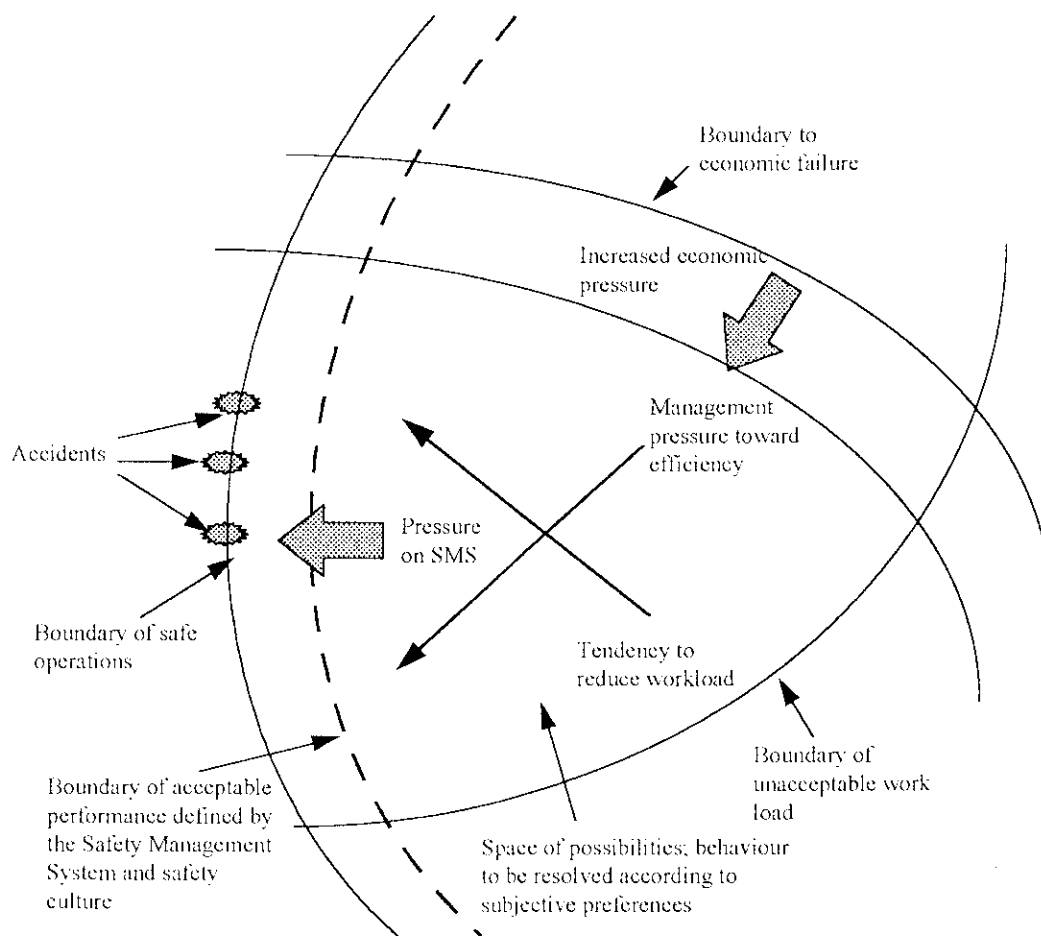 Boundary to
economic failure
Increased economic
pressure
Management
pressure toward
efficiency
Accidents
Pressure
on SMS
Boundary of safe
operations
Tendency to
reduce workload
Boundary of acceptable
performance defined by
the Safety Management
System and safety
culture
Boundary of
unacceptable work
load
Space of possibilities; behaviour
to be resolved according to
subjective preferences